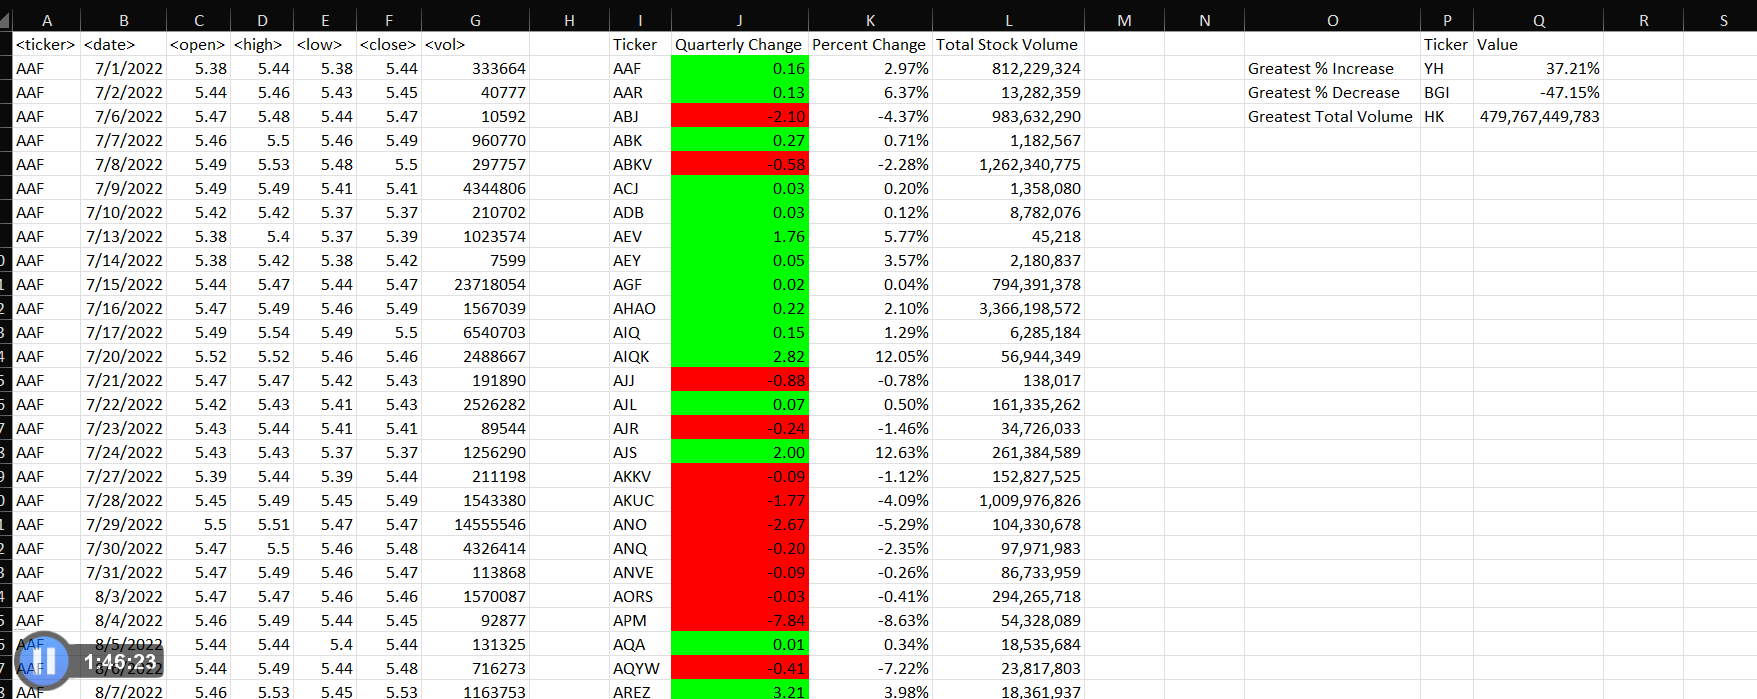 A B C D E F G H I J K L M N O P Q R S
<ticker> <date> <open> <high> <low> <close> <vol> Ticker Quarterly Change Percent Change Total Stock Volume Ticker Value
AAF 7/1/2022 5.38 5.44 5.38 5.44 333664 AAF 0.16 2.97% 812,229,324 Greatest % Increase YH 37.21%
AAF 7/2/2022 5.44 5.46 5.43 5.45 40777 AAR 0.13 6.37% 13,282,359 Greatest % Decrease BGI -47.15%
AAF 7/6/2022 5.47 5.48 5.44 5.47 10592 ABJ -2.10 -4.37% 983,632,290 Greatest Total Volume HK 479,767,449,783
AAF 7/7/2022 5.46 5.5 5.46 5.49 960770 ABK 0.27 0.71% 1,182,567
AAF 7/8/2022 5.49 5.53 5.48 5.5 297757 ABKV -0.58 -2.28% 1,262,340,775
AAF 7/9/2022 5.49 5.49 5.41 5.41 4344806 ACJ 0.03 0.20% 1,358,080
AAF 7/10/2022 5.42 5.42 5.37 5.37 210702 ADB 0.03 0.12% 8,782,076
AAF 7/13/2022 5.38 5.4 5.37 5.39 1023574 AEV 1.76 5.77% 45,218
AAF 7/14/2022 5.38 5.42 5.38 5.42 7599 AEY 0.05 3.57% 2,180,837
AAF 7/15/2022 5.44 5.47 5.44 5.47 23718054 AGF 0.02 0.04% 794,391,378
AAF 7/16/2022 5.47 5.49 5.46 5.49 1567039 AHAO 0.22 2.10% 3,366,198,572
AAF 7/17/2022 5.49 5.54 5.49 5.5 6540703 AIQ 0.15 1.29% 6,285,184
AAF 7/20/2022 5.52 5.52 5.46 5.46 2488667 AIQK 2.82 12.05% 56,944,349
AAF 7/21/2022 5.47 5.47 5.42 5.43 191890 AJJ -0.88 -0.78% 138,017
AAF 7/22/2022 5.42 5.43 5.41 5.43 2526282 AJL 0.07 0.50% 161,335,262
AAF 7/23/2022 5.43 5.44 5.41 5.41 89544 AJR -0.24 -1.46% 34,726,033
AAF 7/24/2022 5.43 5.43 5.37 5.37 1256290 AJS 2.00 12.63% 261,384,589
AAF 7/27/2022 5.39 5.44 5.39 5.44 211198 AKKV -0.09 -1.12% 152,827,525
AAF 7/28/2022 5.45 5.49 5.45 5.49 1543380 AKUC -1.77 -4.09% 1,009,976,826
AAF 7/29/2022 5.5 5.51 5.47 5.47 14555546 ANO -2.67 -5.29% 104,330,678
AAF 7/30/2022 5.47 5.5 5.46 5.48 4326414 ANQ -0.20 -2.35% 97,971,983
AAF 7/31/2022 5.47 5.49 5.46 5.47 113868 ANVE -0.09 -0.26% 86,733,959
AAF 8/3/2022 5.47 5.47 5.46 5.46 1570087 AORS -0.03 -0.41% 294,265,718
AAF 8/4/2022 5.46 5.49 5.44 5.45 92877 APM -7.84 -8.63% 54,328,089
AAF 8/5/2022 5.44 5.44 5.4 5.44 131325 AQA 0.01 0.34% 18,535,684
1:46:23
AAF 8/6/2022 5.44 5.49 5.44 5.48 716273 AQYW -0.41 -7.22% 23,817,803
AAF 8/7/2022 5.46 5.53 5.45 5.53 1163753 AREZ 3.21 3.98% 18,361,937